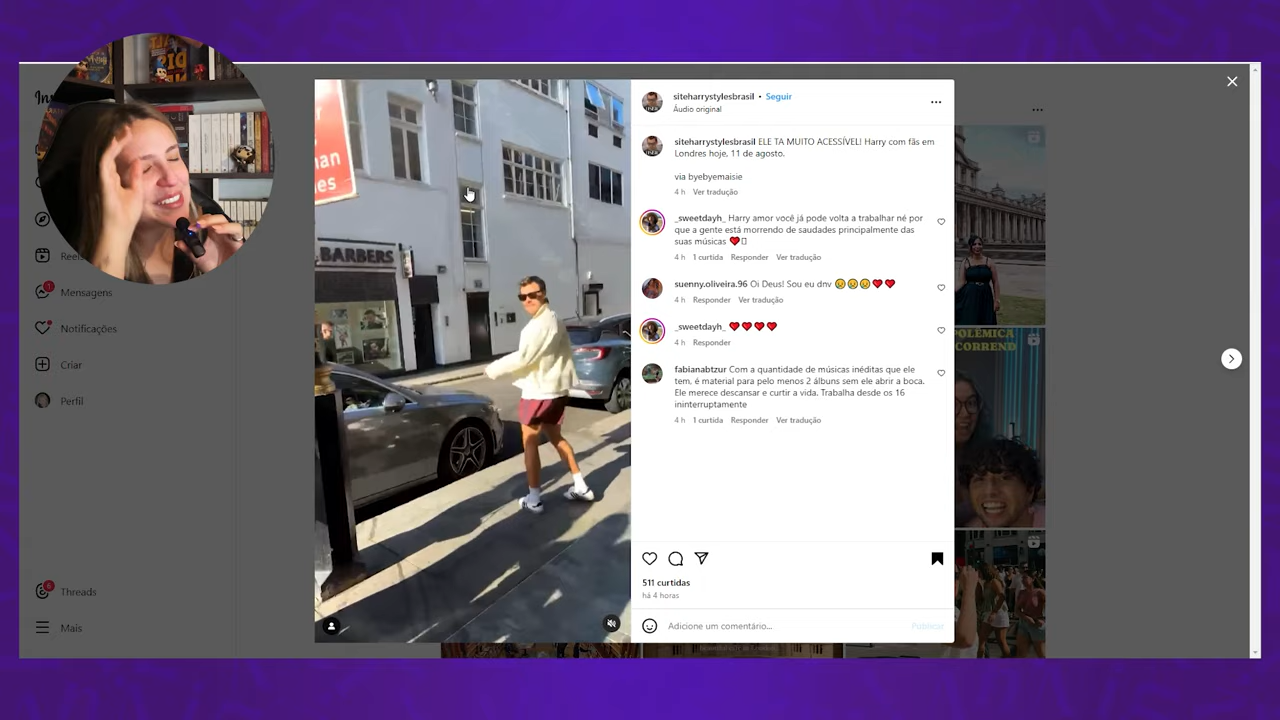 Reels
Mensagens
1
Notificações
Criar
Perfil
Threads
6
Mais
BARBERS
siteharrystylesbrasil • Seguir
Áudio original
siteharrystylesbrasil ELE TA MUITO ACESSÍVEL! Harry com fãs em
Londres hoje, 11 de agosto.
via byebyemaisie
4 h Ver tradução
_sweetdayh_ Harry amor você já pode volta a trabalhar né por
que a gente está morrendo de saudades principalmente das
suas músicas ❤️
4 h 1 curtida Responder Ver tradução
suenny.oliveira.96 Oi Deus! Sou eu dnv 😢😢😢❤️❤️
4 h Responder Ver tradução
_sweetdayh_ ❤️❤️❤️❤️
4 h Responder
fabianabtzur Com a quantidade de músicas inéditas que ele
tem, é material para pelo menos 2 álbuns sem ele abrir a boca.
Ele merece descansar e curtir a vida. Trabalha desde os 16
ininterruptamente
4 h 1 curtida Responder Ver tradução
511 curtidas
há 4 horas
Adicione um comentário...
Publicar
POLÊMICA
CORREND